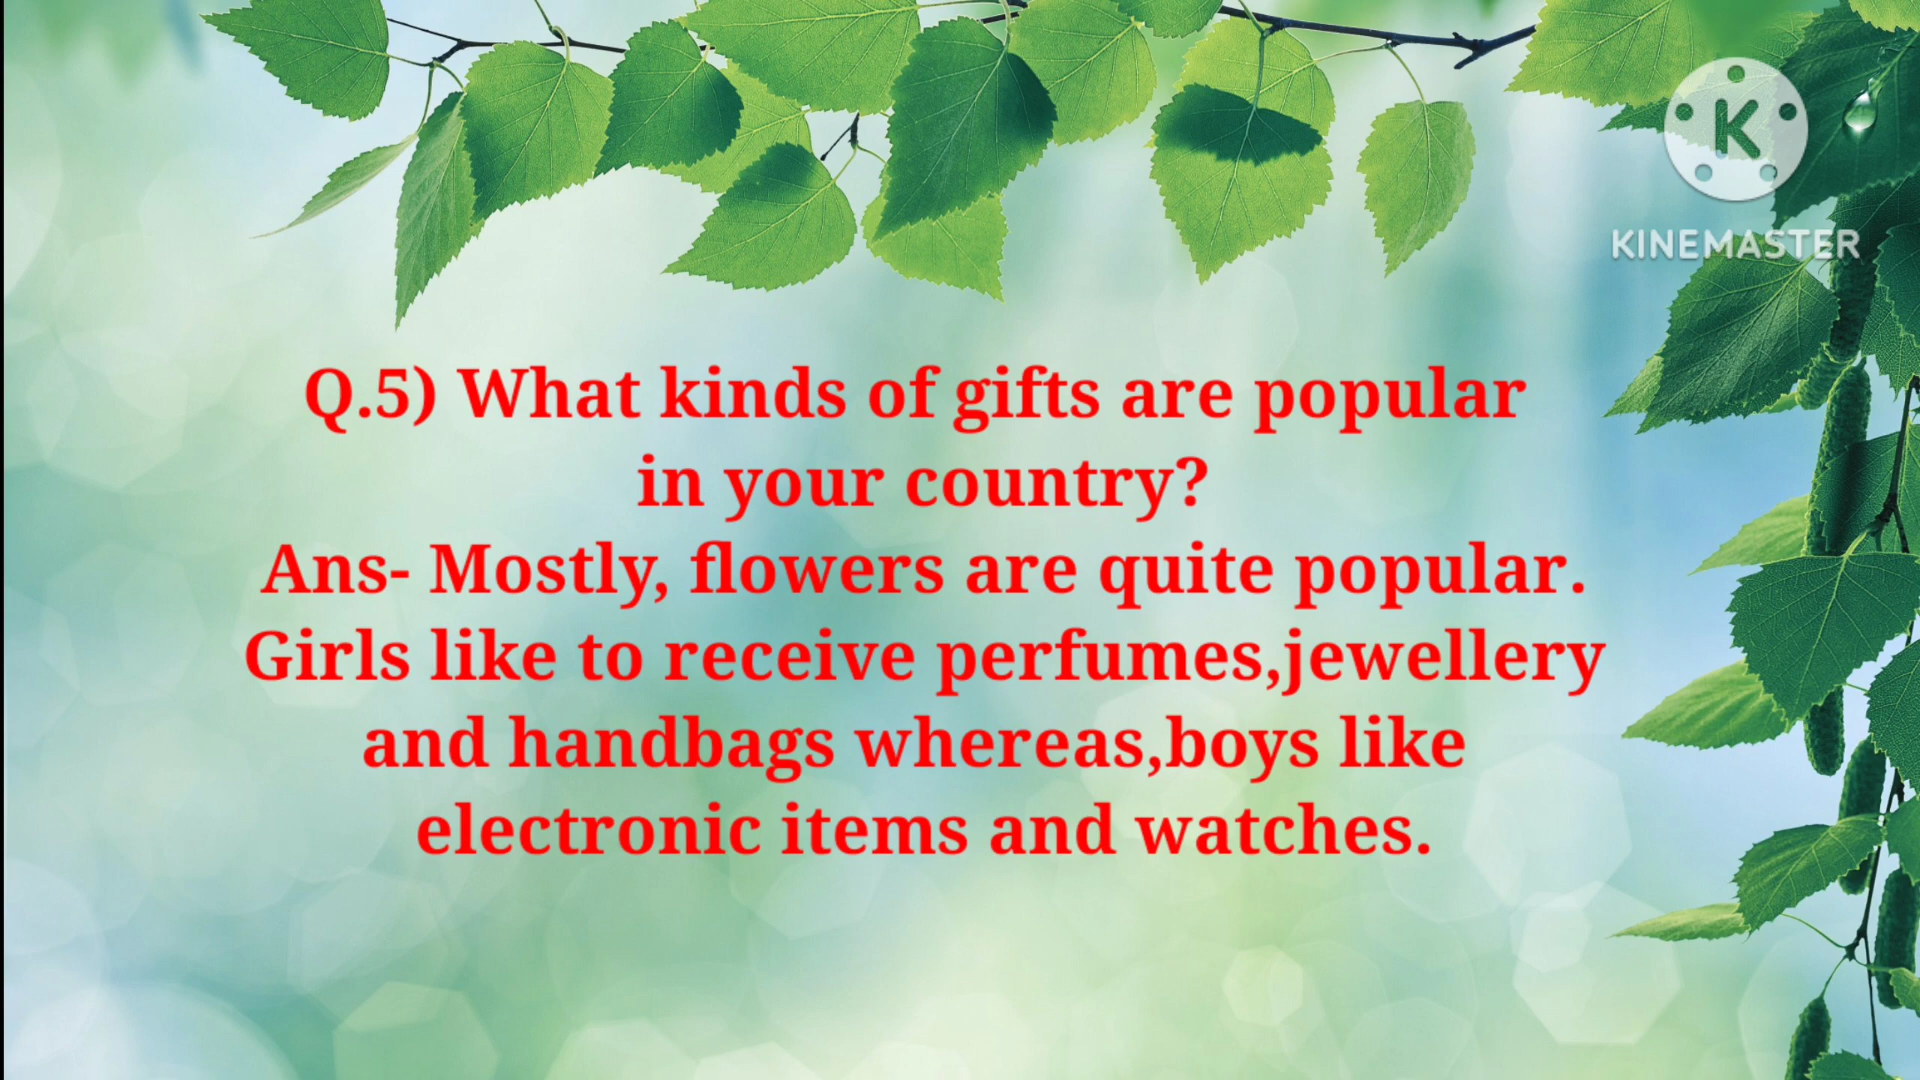 K
KINEMASTER
Q.5) What kinds of gifts are popular
in your country?
Ans- Mostly, flowers are quite popular.
Girls like to receive perfumes,jewellery
and handbags whereas,boys like
electronic items and watches.